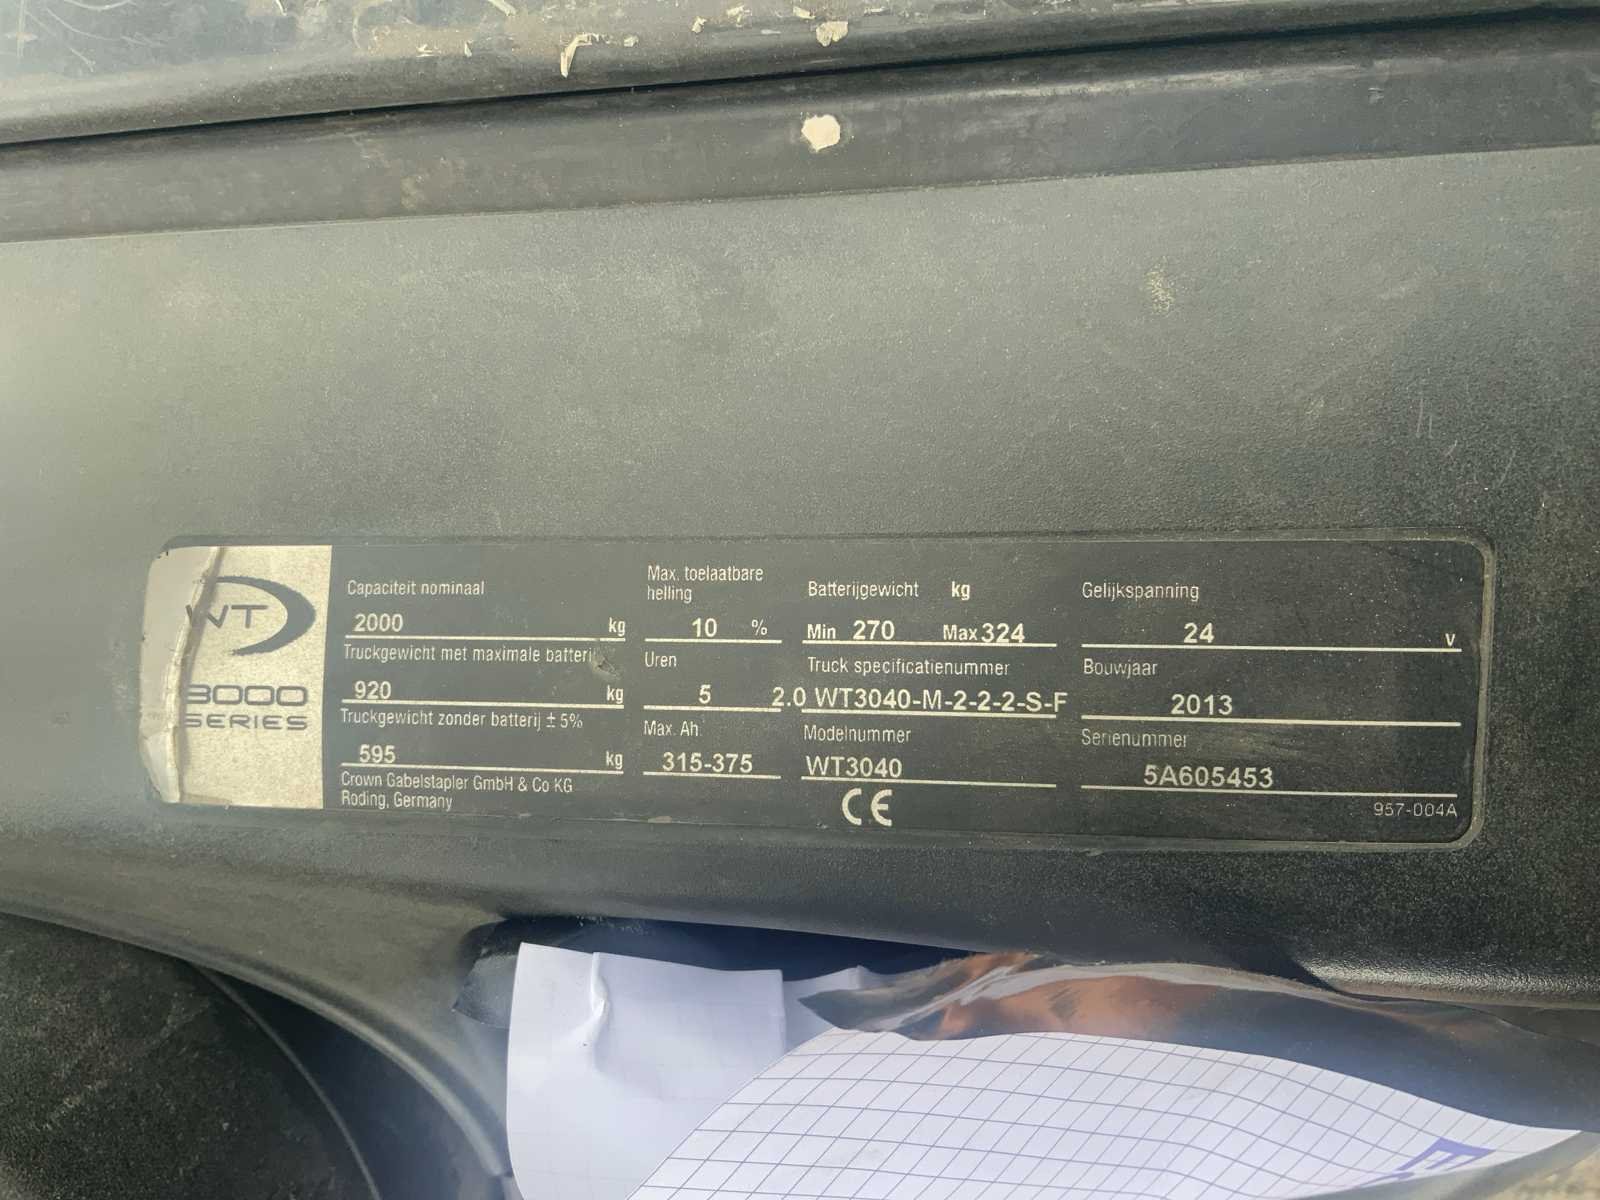 WT
3000
SERIES
Capaciteit nominaal
2000 kg
Truckgewicht met maximale batterij
920 kg
Truckgewicht zonder batterij ± 5%
595 kg
Crown Gabelstapler GmbH & Co KG
Roding, Germany
Max. toelaatbare
helling
10 %
Uren
5
Max. Ah.
315-375
Batterijgewicht kg
Min 270 Max 324
Truck specificatienummer
2.0 WT3040-M-2-2-2-S-F
Modelnummer
WT3040
CE
Gelijkspanning
24 V
Bouwjaar
2013
Serienummer
5A605453
957-004A